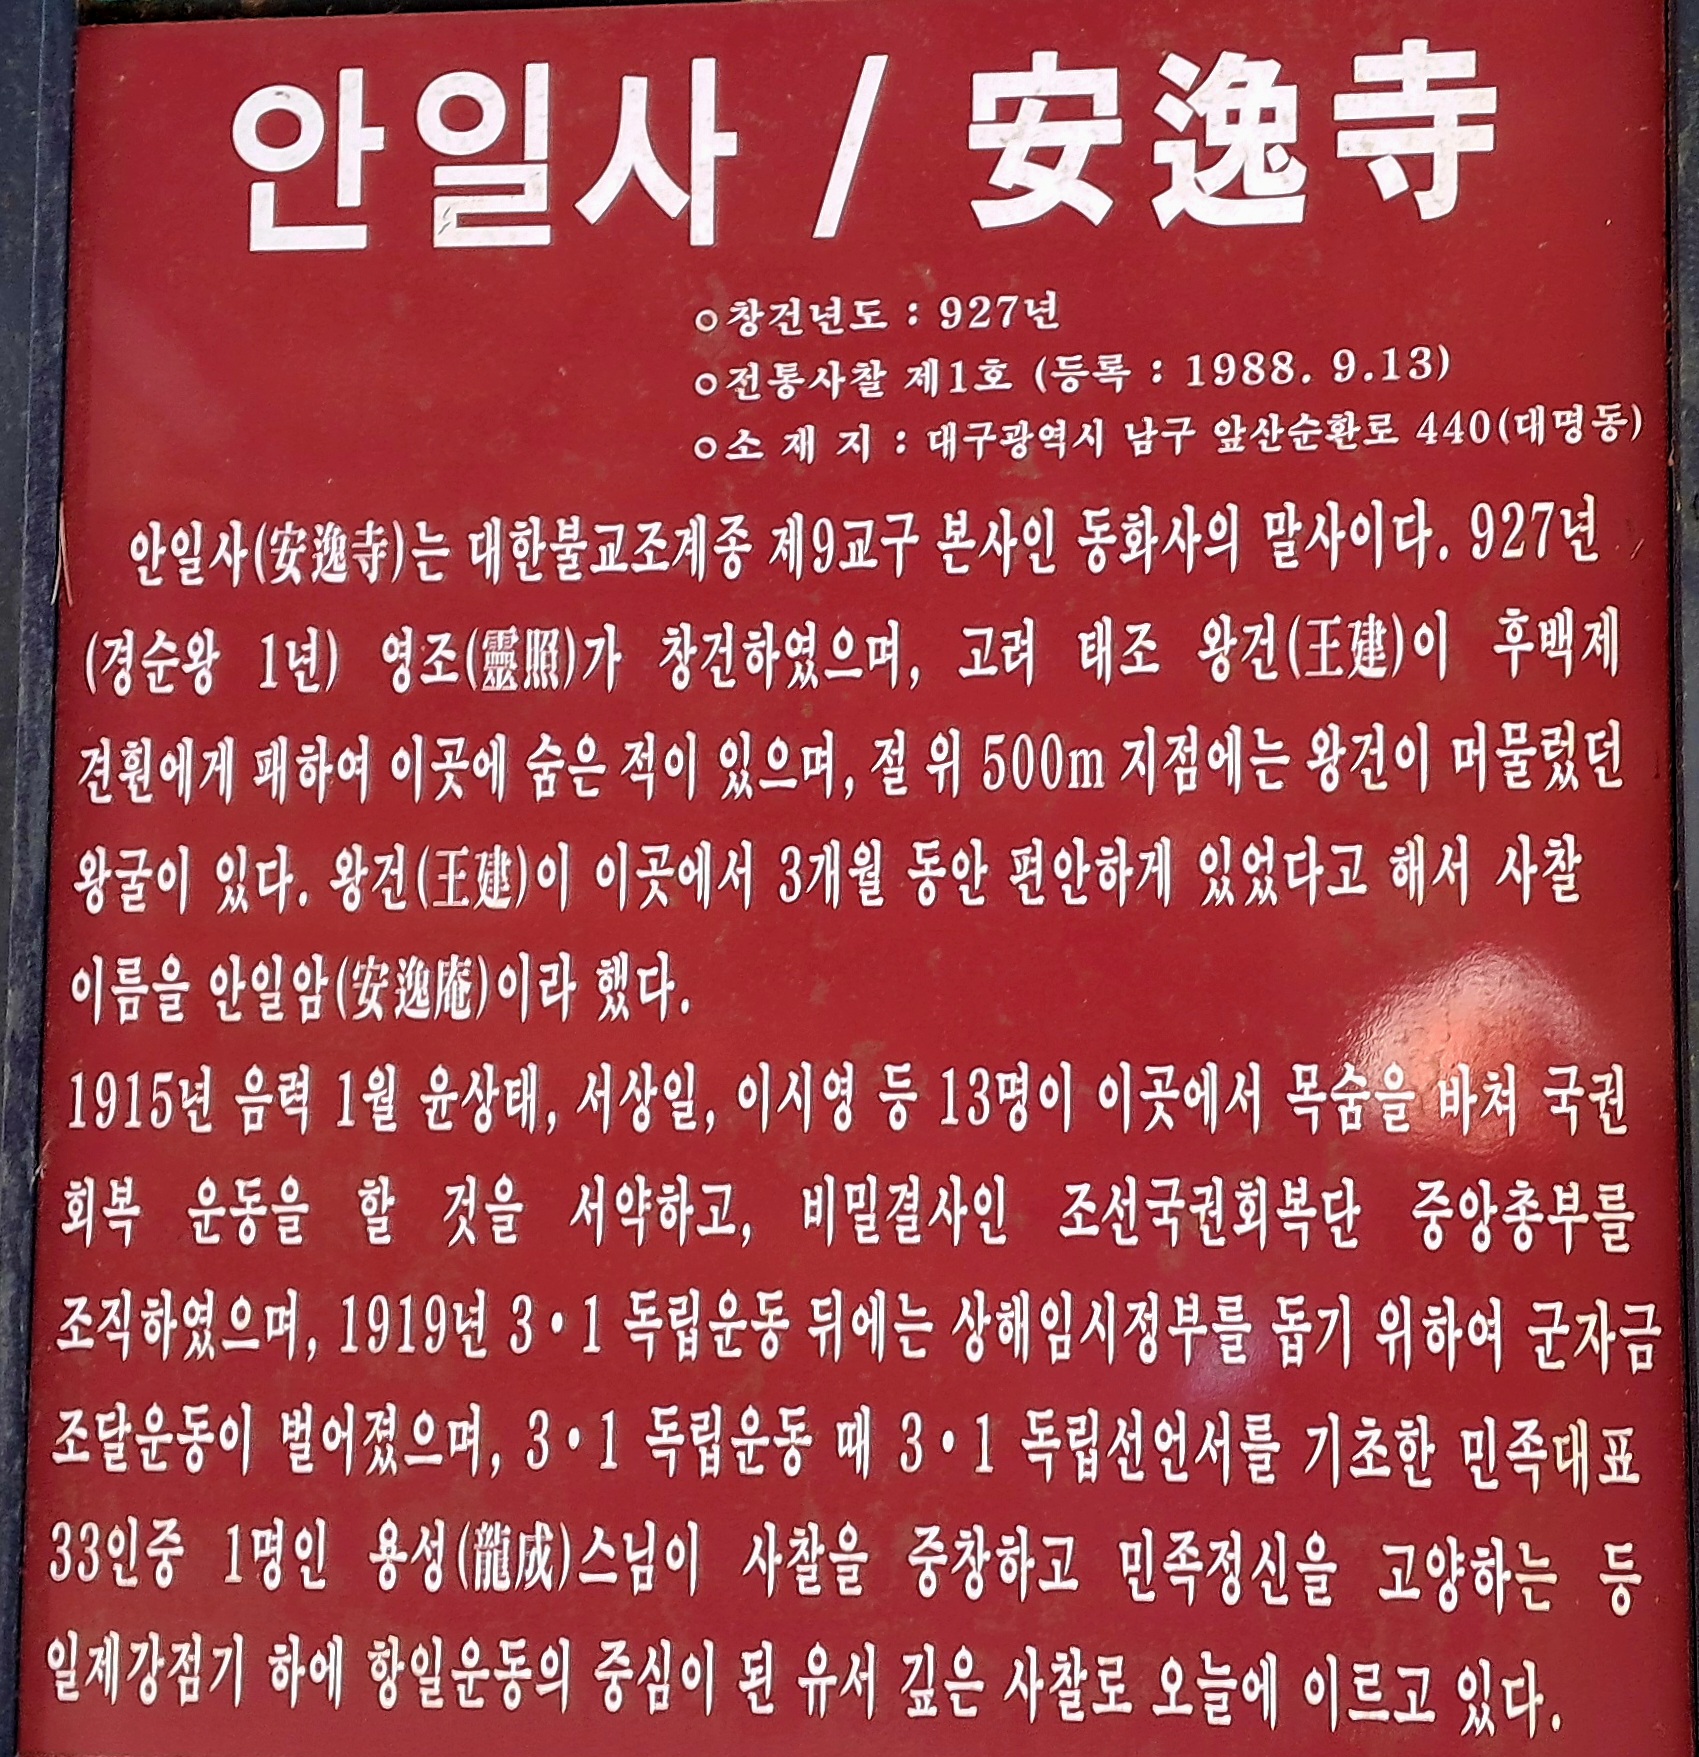 안일사 / 安逸寺
ㅇ창건년도 : 927년
ㅇ전통사찰 제1호 (등록 : 1988. 9.13)
ㅇ소 재 지 : 대구광역시 남구 앞산순환로 440(대명동)
안일사(安逸寺)는 대한불교조계종 제9교구 본사인 동화사의 말사이다. 927년
(경순왕 1년) 영조(靈照)가 창건하였으며, 고려 태조 왕건(王建)이 후백제
견훤에게 패하여 이곳에 숨은 적이 있으며, 절 위 500m 지점에는 왕건이 머물렀던
왕굴이 있다. 왕건(王建)이 이곳에서 3개월 동안 편안하게 있었다고 해서 사찰
이름을 안일암(安逸庵)이라 했다.
1915년 음력 1월 윤상태, 서상일, 이시영 등 13명이 이곳에서 목숨을 바쳐 국권
회복 운동을 할 것을 서약하고, 비밀결사인 조선국권회복단 중앙총부를
조직하였으며, 1919년 3·1 독립운동 뒤에는 상해임시정부를 돕기 위하여 군자금
조달운동이 벌어졌으며, 3·1 독립운동 때 3·1 독립선언서를 기초한 민족대표
33인중 1명인 용성(龍成)스님이 사찰을 중창하고 민족정신을 고양하는 등
일제강점기 하에 항일운동의 중심이 된 유서 깊은 사찰로 오늘에 이르고 있다.